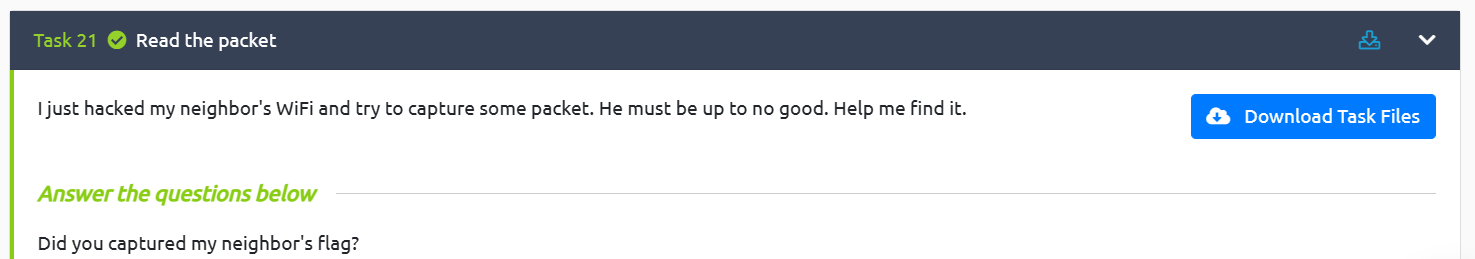 Task 21 Read the packet
I just hacked my neighbor's WiFi and try to capture some packet. He must be up to no good. Help me find it.
Download Task Files
Answer the questions below
Did you captured my neighbor's flag?